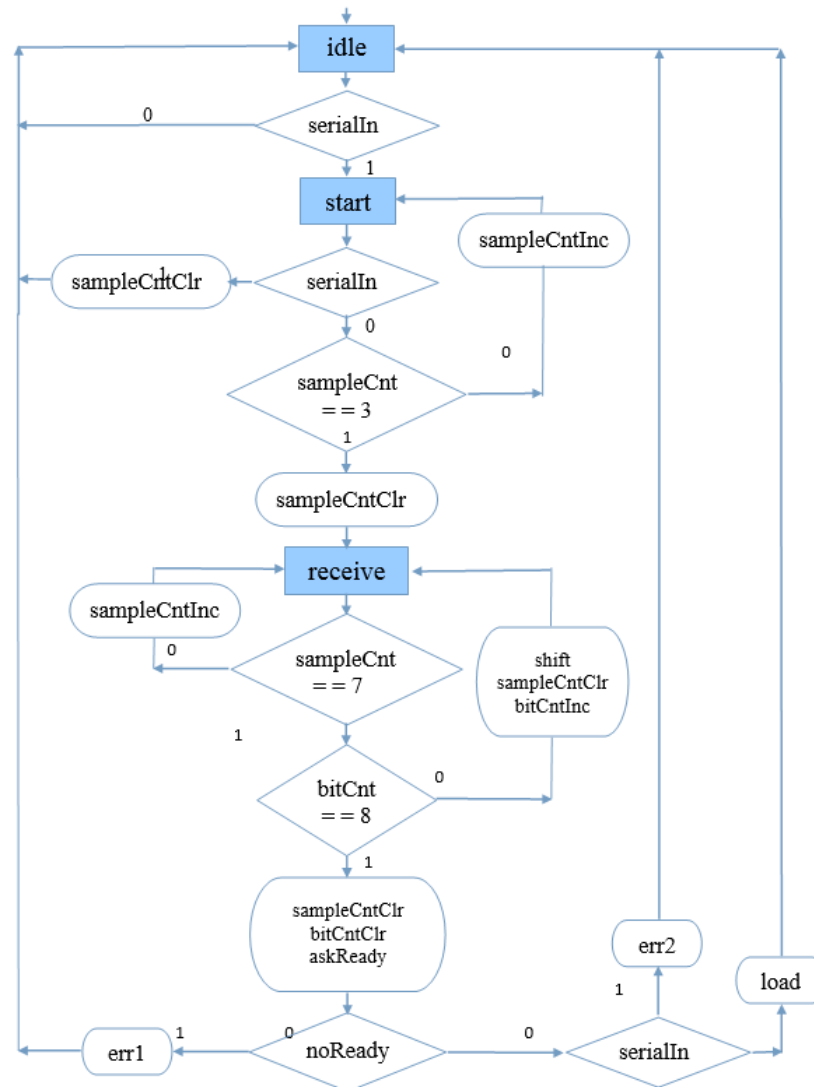 idle
0
serialIn
1
start
sampleCntInc
sampleCntClr
serialIn
0
0
sampleCnt
= = 3
1
sampleCntClr
receive
sampleCntInc
0
sampleCnt
= = 7
shift
sampleCntClr
bitCntInc
1
bitCnt
= = 8
0
1
sampleCntClr
bitCntClr
askReady
err2
load
1
err1
1
0
noReady
0
serialIn